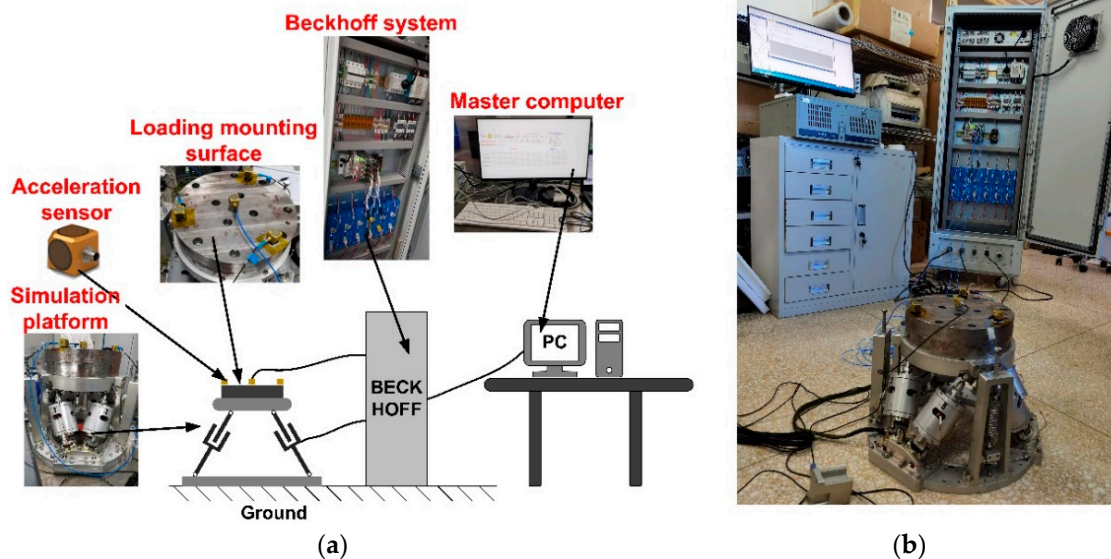 Beckhoff system
Master computer
Loading mounting
surface
Acceleration
sensor
Simulation
platform
PC
BECK
HOFF
Ground
(a)
(b)